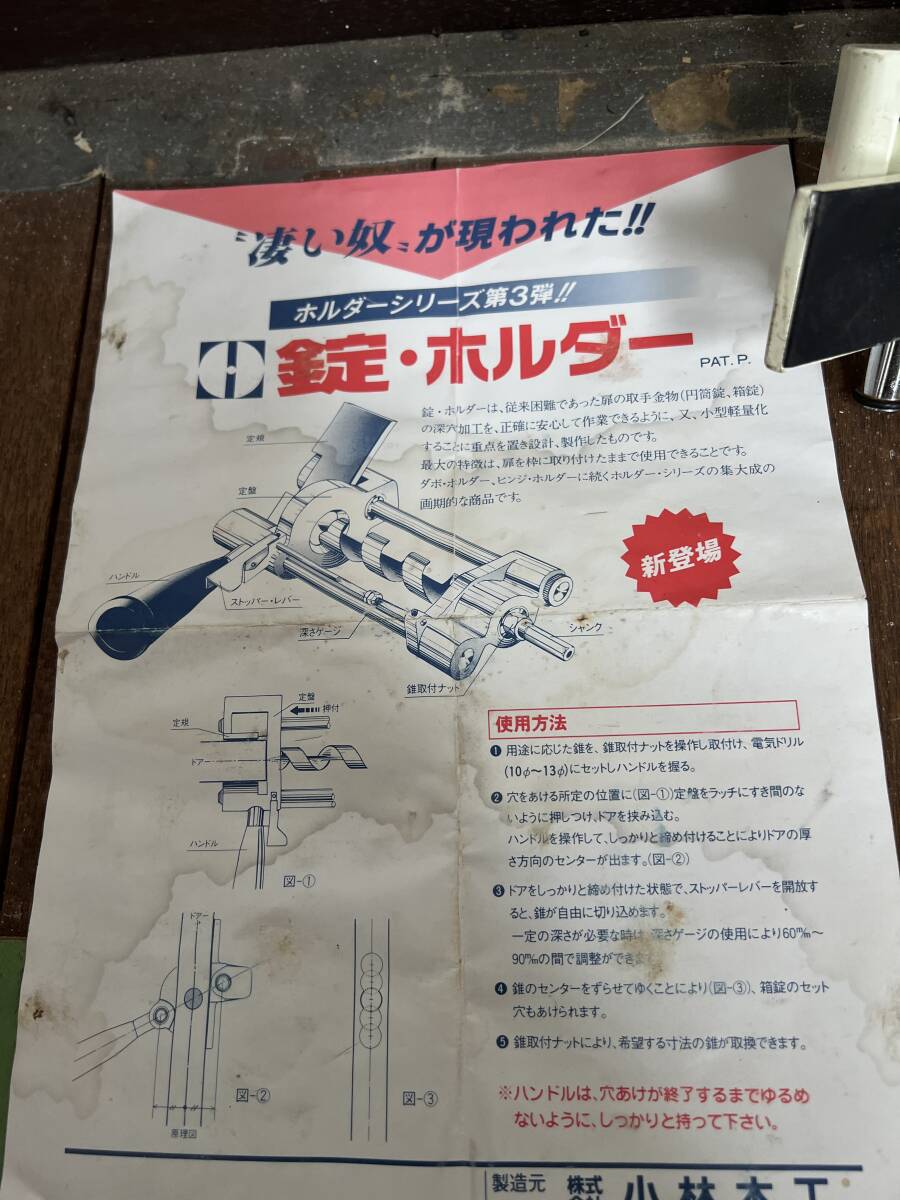 〝凄い奴〟が現われた!!
ホルダーシリーズ第3弾!!
錠・ホルダー
PAT. P.
錠・ホルダーは、従来困難であった扉の取手金物(円筒錠、箱錠)
の深穴加工を、正確に安心して作業できるように、又、小型軽量化
することに重点を置き設計、製作したものです。
最大の特徴は、扉を枠に取り付けたままで使用できることです。
ダボ・ホルダー、ヒンジ・ホルダーに続くホルダー・シリーズの集大成の
画期的な商品です。
新登場
定規
定盤
ハンドル
ストッパー・レバー
深さゲージ
シャンク
錐取付ナット
定盤
押付
定規
ドアー
ハンドル
図-①
ドアー
図-②
原理図
図-③
使用方法
❶ 用途に応じた錐を、錐取付ナットを操作し取付け、電気ドリル
(10φ〜13φ)にセットしハンドルを握る。
❷ 穴をあける所定の位置に(図-①)定盤をラッチにすき間のな
いように押しつけ、ドアを挟み込む。
ハンドルを操作して、しっかりと締め付けることによりドアの厚
さ方向のセンターが出ます。(図-②)
❸ ドアをしっかりと締め付けた状態で、ストッパーレバーを開放す
ると、錐が自由に切り込めます。
一定の深さが必要な時は、深さゲージの使用により60m/m〜
90m/mの間で調整ができます
❹ 錐のセンターをずらせてゆくことにより(図-③)、箱錠のセット
穴もあけられます。
❺ 錐取付ナットにより、希望する寸法の錐が取換できます。
※ハンドルは、穴あけが終了するまでゆるめ
ないように、しっかりと持って下さい。
製造元 株式会社 小林木工